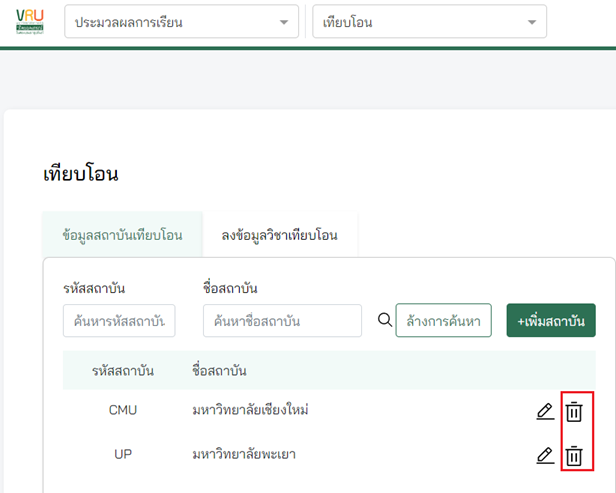 VRU
ประมวลผลการเรียน
เทียบโอน
เทียบโอน
ข้อมูลสถาบันเทียบโอน
ลงข้อมูลวิชาเทียบโอน
รหัสสถาบัน
ชื่อสถาบัน
ค้นหารหัสสถาบัน
ค้นหาชื่อสถาบัน
ล้างการค้นหา
+เพิ่มสถาบัน
รหัสสถาบัน ชื่อสถาบัน
CMU มหาวิทยาลัยเชียงใหม่
UP มหาวิทยาลัยพะเยา